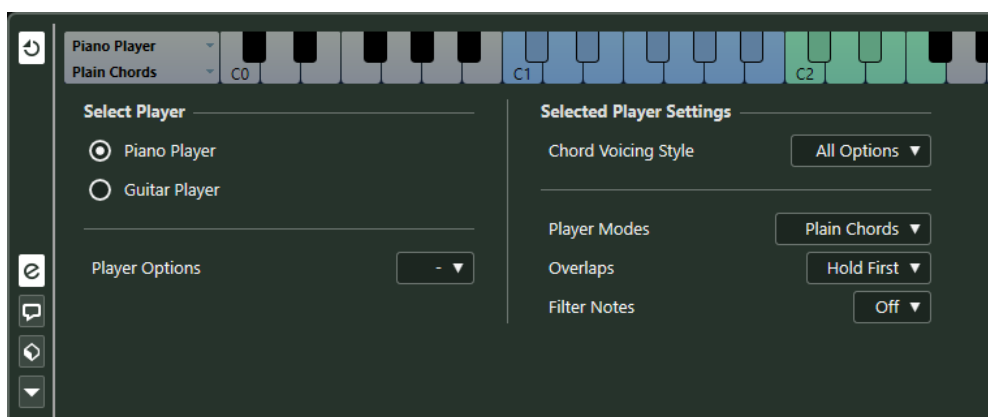 Piano Player
Plain Chords
C0
C1
C2
Select Player
Piano Player
Guitar Player
Player Options
-
Selected Player Settings
Chord Voicing Style
All Options
Player Modes
Plain Chords
Overlaps
Hold First
Filter Notes
Off